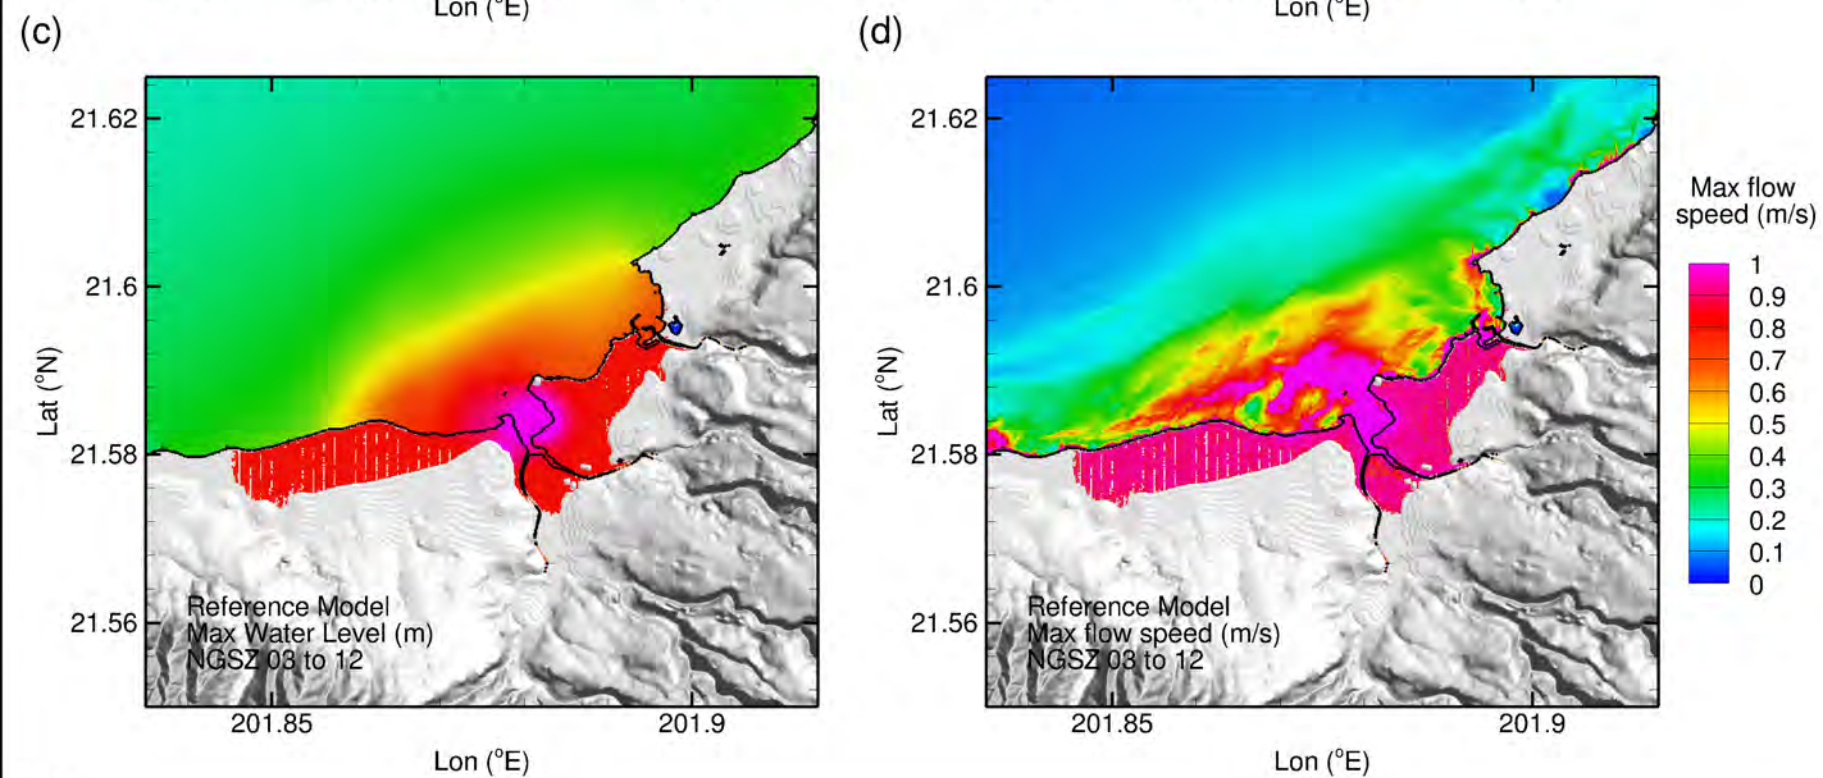 Lon (°E)
Lon (°E)
(c)
(d)
21.62
21.6
21.58
21.56
Lat (°N)
Reference Model
Max Water Level (m)
NGSZ 03 to 12
201.85
201.9
Lon (°E)
21.62
21.6
21.58
21.56
Lat (°N)
Reference Model
Max flow speed (m/s)
NGSZ 03 to 12
201.85
201.9
Lon (°E)
Max flow
speed (m/s)
1
0.9
0.8
0.7
0.6
0.5
0.4
0.3
0.2
0.1
0